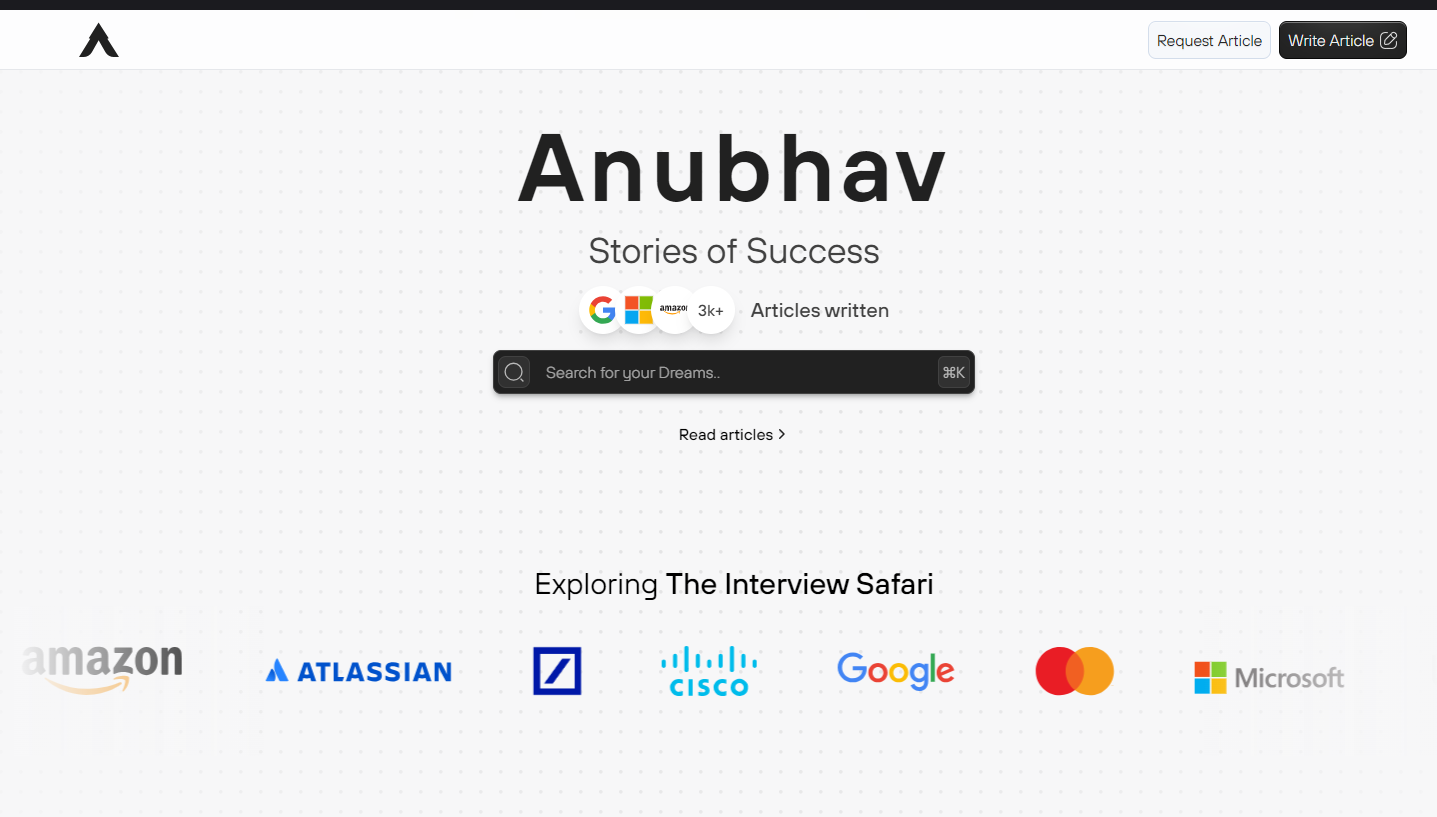 Request Article
Write Article
Anubhav
Stories of Success
amazon 3k+ Articles written
Search for your Dreams.. ⌘K
Read articles >
Exploring The Interview Safari
amazon ATLASSIAN CISCO Google Microsoft